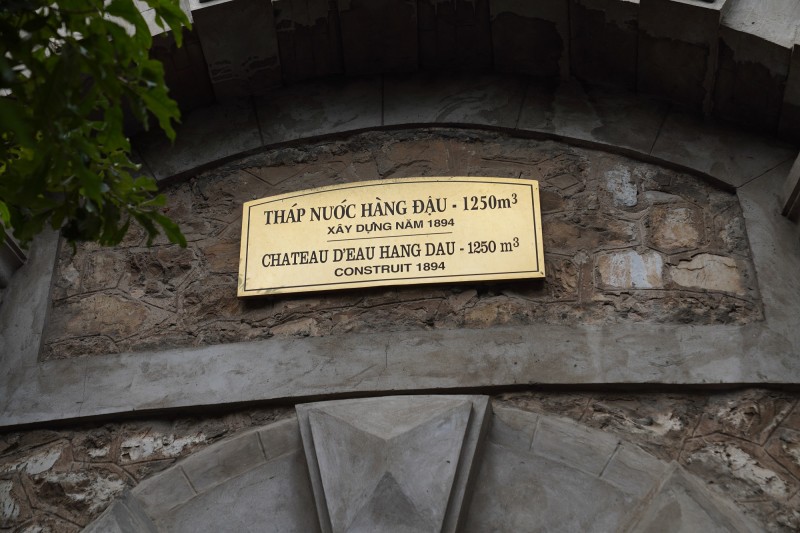 THÁP NƯỚC HÀNG ĐẬU - 1250m³
XÂY DỰNG NĂM 1894
CHATEAU D'EAU HANG DAU - 1250 m³
CONSTRUIT 1894